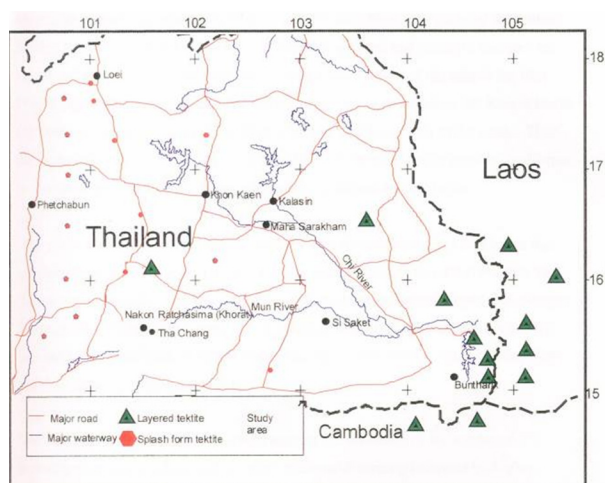 101 102 103 104 105
18
Loei
Laos
17
Khon Kaen
Kalasin
Phetchabun
Maha Sarakham
Thailand
Chi River
16
Nakon Ratchasima (Khorat)
Mun River
Si Saket
Tha Chang
15
Buntharik
Major road
Layered tektite
Study
area
Major waterway
Splash form tektite
Cambodia